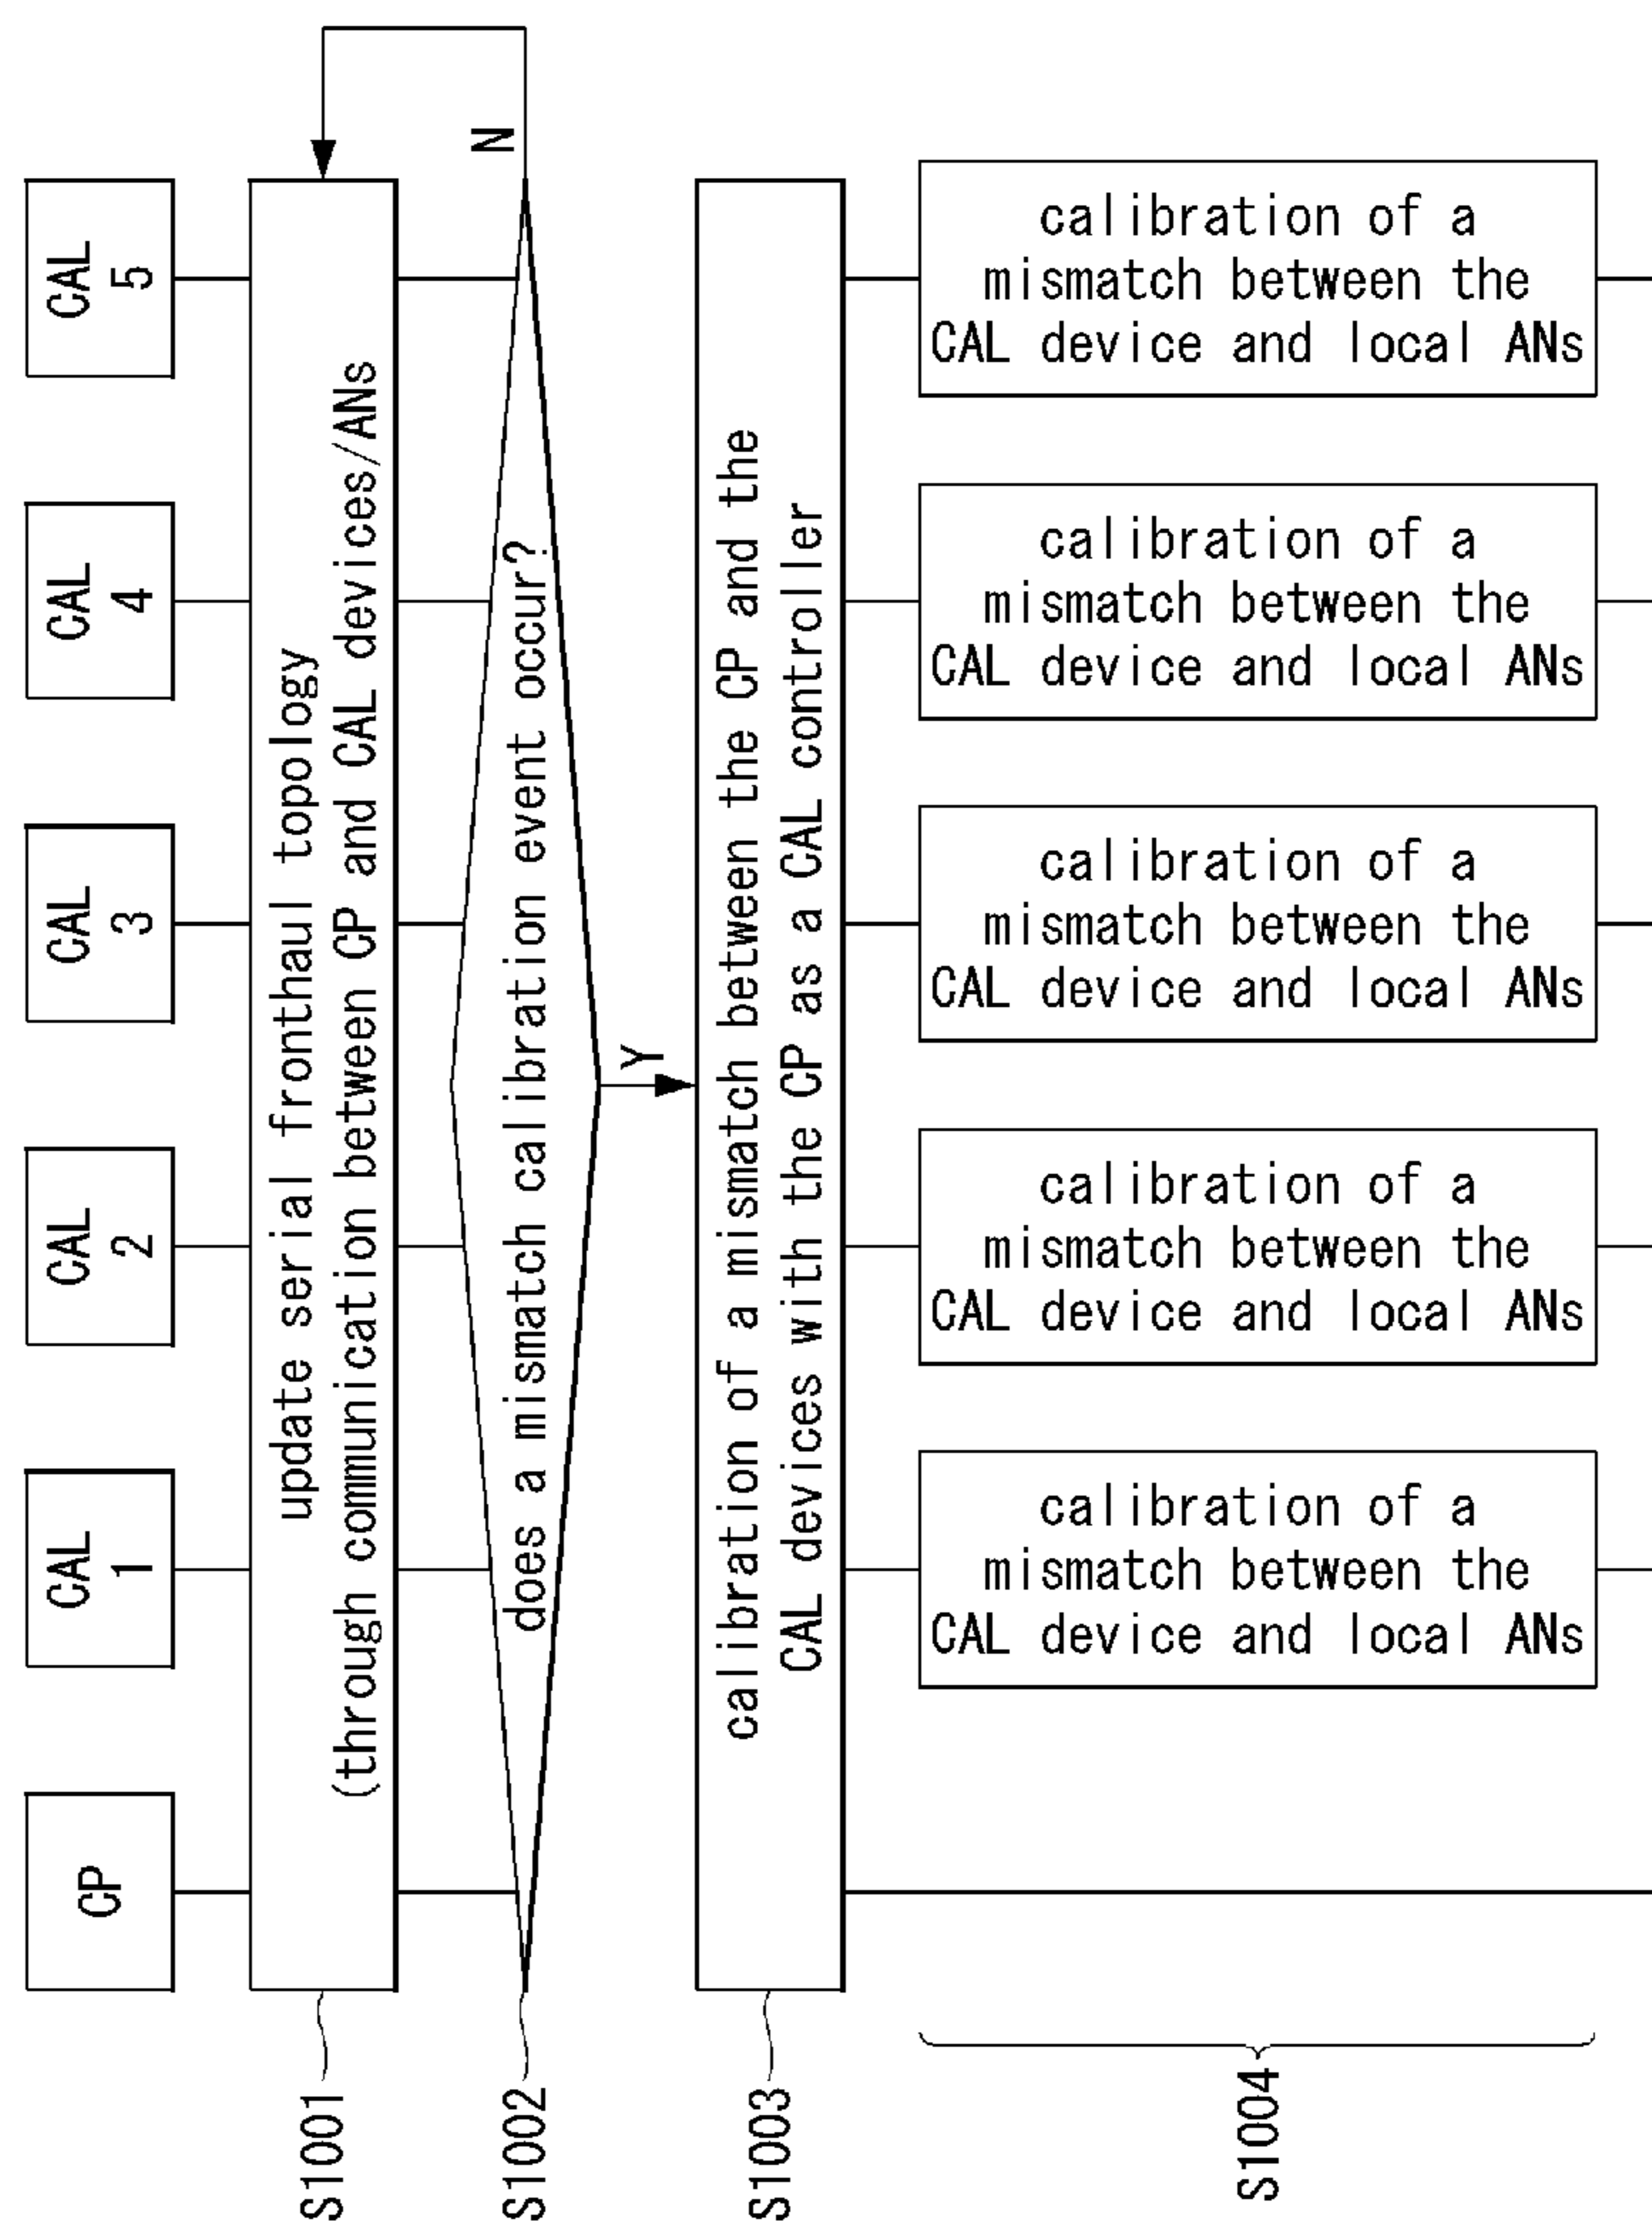 CP
CAL
1
CAL
2
CAL
3
CAL
4
CAL
5
S1001
update serial fronthaul topology
(through communication between CP and CAL devices/ANs
S1002
does a mismatch calibration event occur?
N
Y
S1003
calibration of a mismatch between the CP and the
CAL devices with the CP as a CAL controller
S1004
calibration of a
mismatch between the
CAL device and local ANs
calibration of a
mismatch between the
CAL device and local ANs
calibration of a
mismatch between the
CAL device and local ANs
calibration of a
mismatch between the
CAL device and local ANs
calibration of a
mismatch between the
CAL device and local ANs